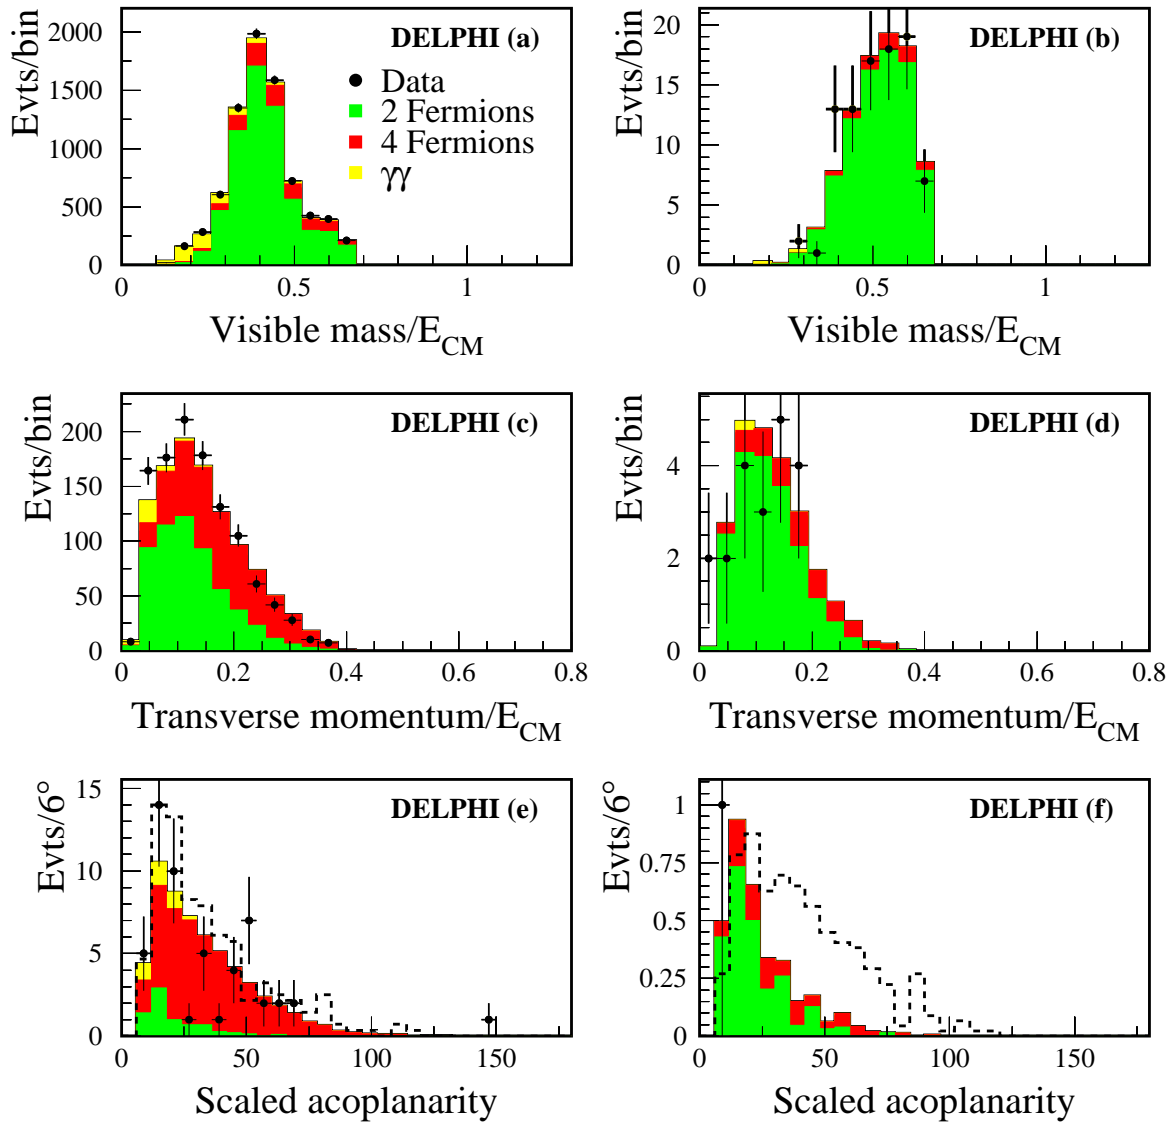 Evts/bin
2000
1500
1000
500
0
DELPHI (a)
Data
2 Fermions
4 Fermions
γγ
0
0.5
1
Visible mass/E_CM
Evts/bin
20
15
10
5
0
DELPHI (b)
0
0.5
1
Visible mass/E_CM
Evts/bin
200
150
100
50
0
DELPHI (c)
0
0.2
0.4
0.6
0.8
Transverse momentum/E_CM
Evts/bin
4
2
0
DELPHI (d)
0
0.2
0.4
0.6
0.8
Transverse momentum/E_CM
Evts/6°
15
10
5
0
DELPHI (e)
0
50
100
150
Scaled acoplanarity
Evts/6°
1
0.75
0.5
0.25
0
DELPHI (f)
0
50
100
150
Scaled acoplanarity